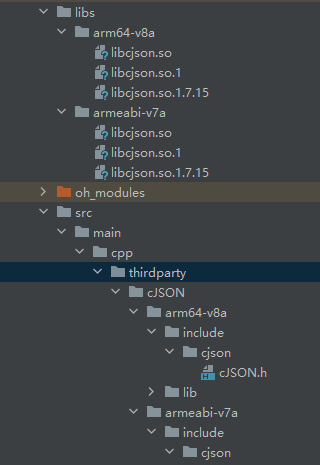 libs
arm64-v8a
libcjson.so
libcjson.so.1
libcjson.so.1.7.15
armeabi-v7a
libcjson.so
libcjson.so.1
libcjson.so.1.7.15
oh_modules
src
main
cpp
thirdparty
cJSON
arm64-v8a
include
cjson
cJSON.h
lib
armeabi-v7a
include
cjson